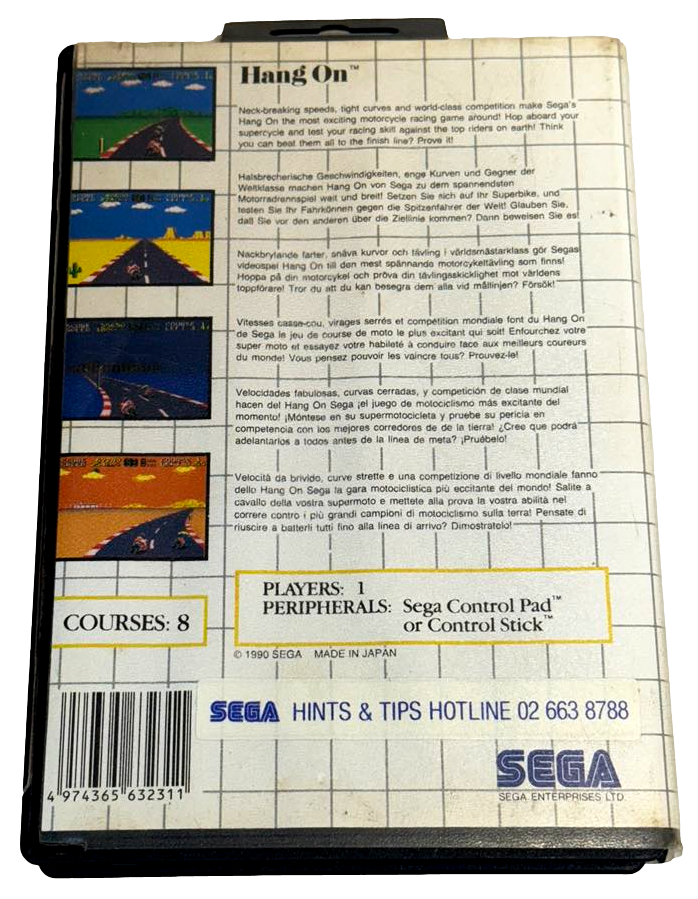 Hang On™
Neck-breaking speeds, tight curves and world-class competition make Sega's
Hang On the most exciting motorcycle racing game around! Hop aboard your
supercycle and test your racing skill against the top riders on earth! Think
you can beat them all to the finish line? Prove it!
Halsbrecherische Geschwindigkeiten, enge Kurven und Gegner der
Weltklasse machen Hang On von Sega zu dem spannendsten
Motorradrennspiel weit und breit! Setzen Sie sich auf Ihr Superbike, und
testen Sie Ihr Fahrkönnen gegen die Spitzenfahrer der Welt! Glauben Sie,
daß Sie vor den anderen über die Ziellinie kommen? Dann beweisen Sie es!
Nackbrytande farter, snäva kurvor och tävling i världsmästarklass gör Segas
videospel Hang On till den mest spännande motorcykeltävling som finns!
Hoppa på din motorcykel och pröva din tävlingsskicklighet mot världens
toppförare! Tror du att du kan besegra dem alla vid mållinjen? Försök!
Vitesses casse-cou, virages serrés et compétition mondiale font du Hang On
de Sega le jeu de course de moto le plus excitant qui soit! Enfourchez votre
super moto et essayez votre habileté à conduire face aux meilleurs coureurs
du monde! Vous pensez pouvoir les vaincre tous? Prouvez-le!
Velocidades fabulosas, curvas cerradas, y competición de clase mundial
hacen del Hang On Sega ¡el juego de motociclismo más excitante del
momento! ¡Móntese en su supermotocicleta y pruebe su pericia en
competencia con los mejores corredores de de la tierra! ¿Cree que podrá
adelantarlos a todos antes de la línea de meta? ¡Pruébelo!
Velocità da brivido, curve strette e una competizione di livello mondiale fanno
dello Hang On Sega la gara motociclistica più eccitante del mondo! Salite a
cavallo della vostra supermoto e mettete alla prova la vostra abilità nel
correre contro i più grandi campioni di motociclismo sulla terra! Pensate di
riuscire a batterli tutti fino alla linea di arrivo? Dimostratelo!
PLAYERS: 1
PERIPHERALS: Sega Control Pad™
or Control Stick™
COURSES: 8
© 1990 SEGA MADE IN JAPAN
SEGA HINTS & TIPS HOTLINE 02 663 8788
4 974365 632311
SEGA
SEGA ENTERPRISES LTD.